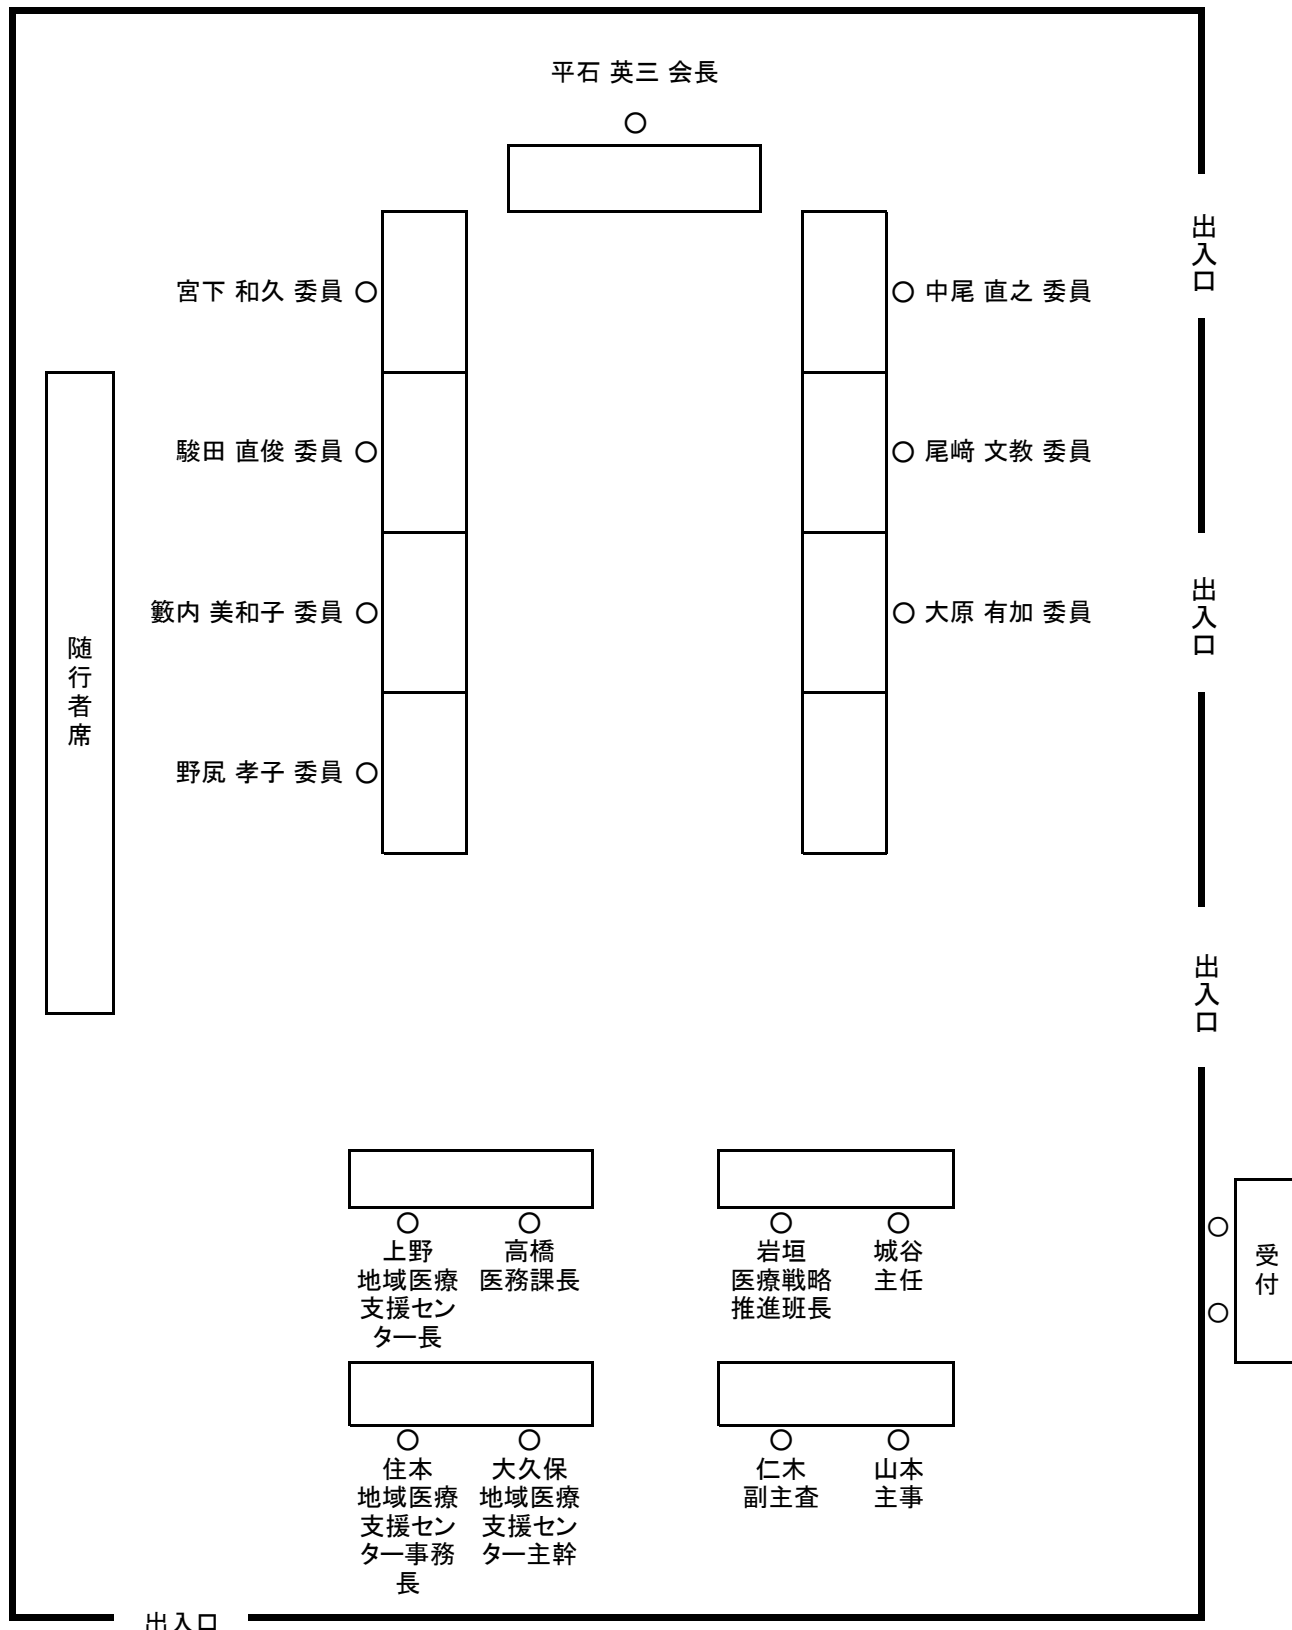 平石 英三 会長
出入口
宮下 和久 委員
中尾 直之 委員
駿田 直俊 委員
尾﨑 文教 委員
出入口
籔内 美和子 委員
大原 有加 委員
随行者席
野尻 孝子 委員
出入口
上野
地域医療
支援セン
ター長
高橋
医務課長
岩垣
医療戦略
推進班長
城谷
主任
受付
住本
地域医療
支援セン
ター事務
長
大久保
地域医療
支援セン
ター主幹
仁木
副主査
山本
主事
出入口